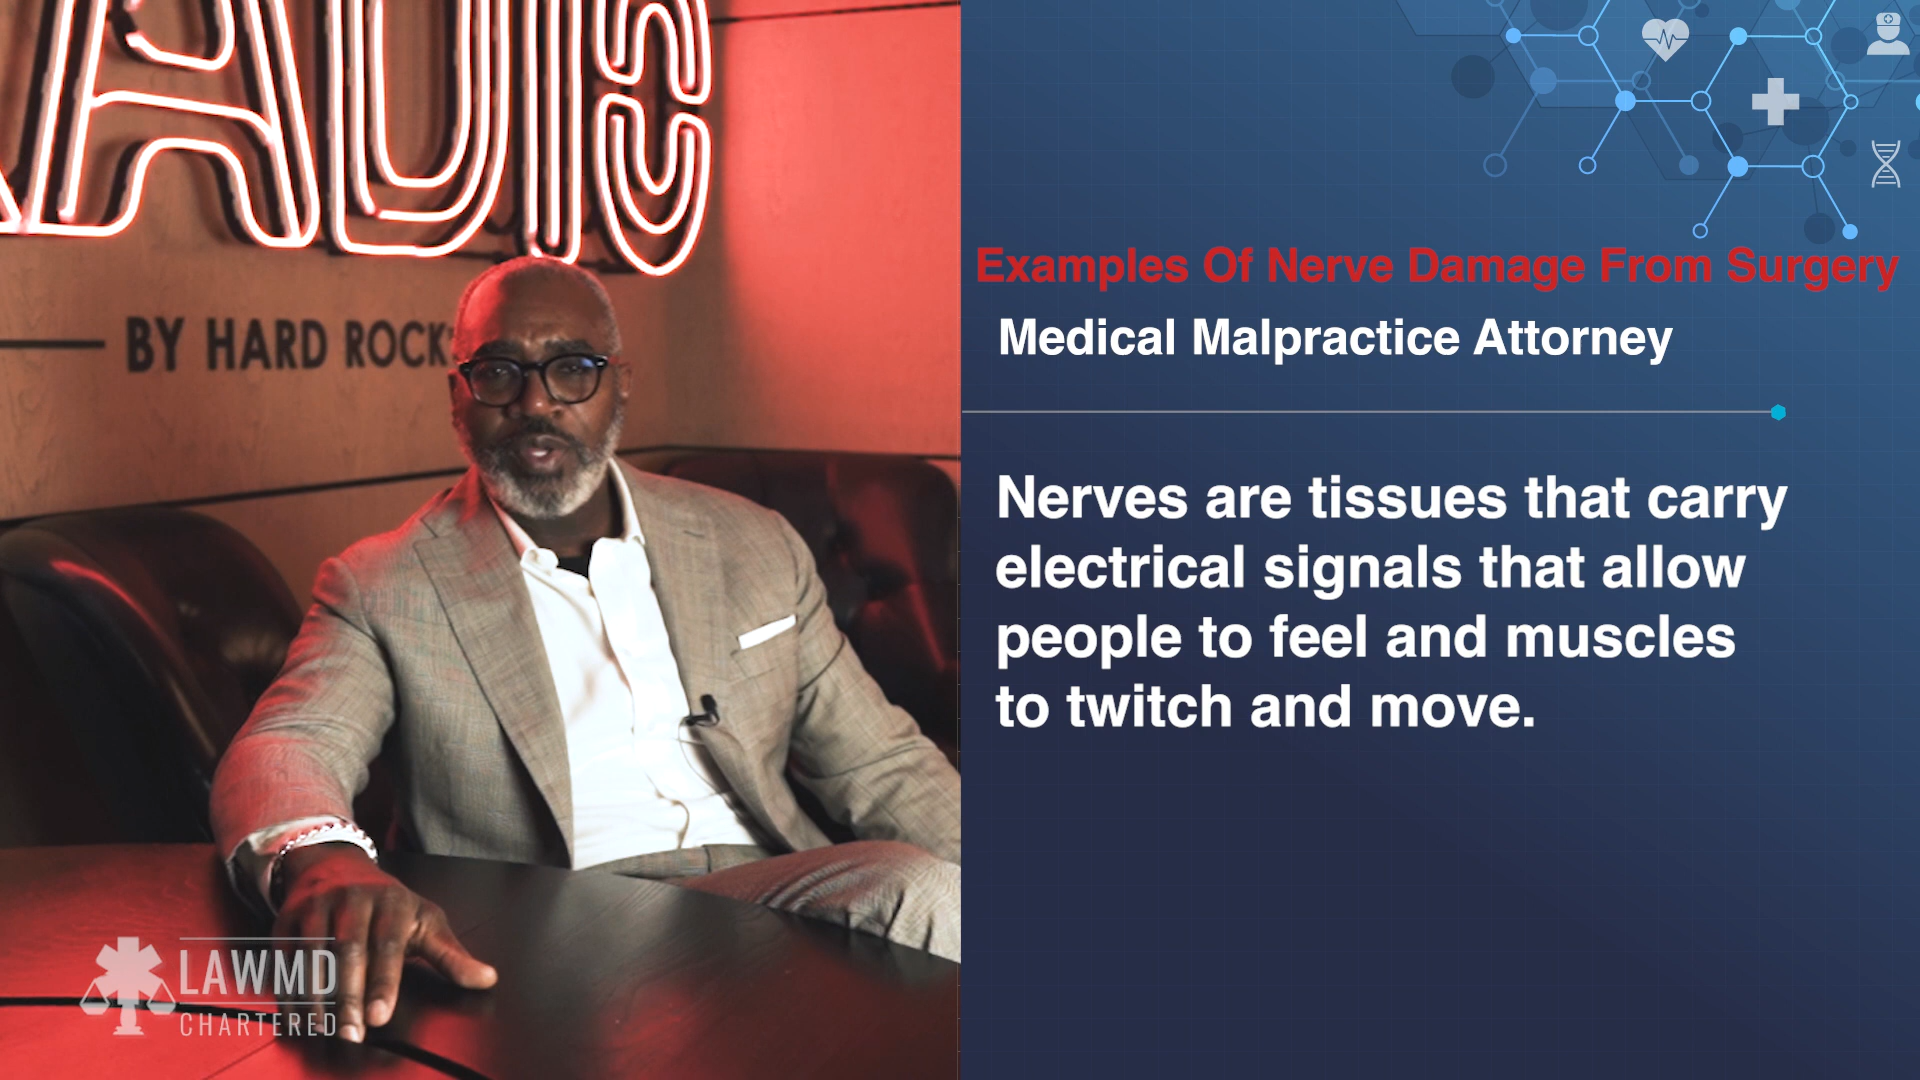 BY HARD ROCK
Examples Of Nerve Damage From Surgery
Medical Malpractice Attorney
Nerves are tissues that carry
electrical signals that allow
people to feel and muscles
to twitch and move.
LAWMD
CHARTERED